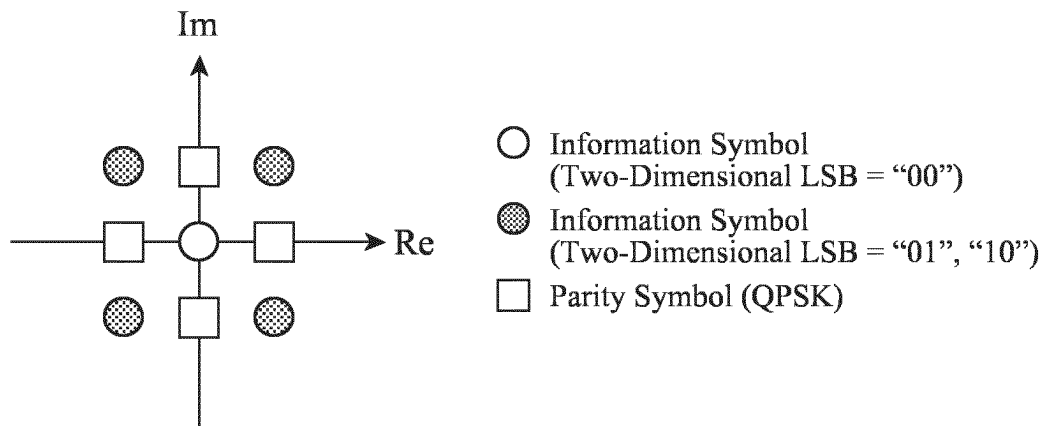 Im
Re
Information Symbol
(Two-Dimensional LSB = “00”)
Information Symbol
(Two-Dimensional LSB = “01”, “10”)
Parity Symbol (QPSK)